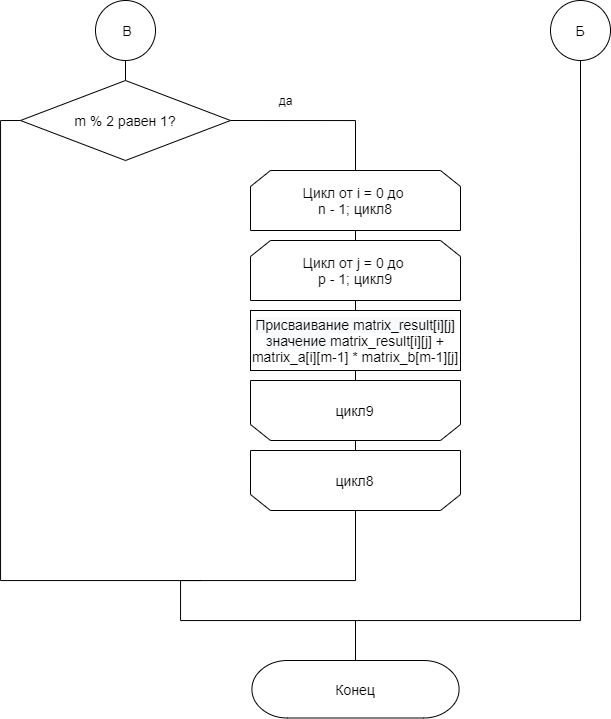 В
Б
да
m % 2 равен 1?
Цикл от i = 0 до
n - 1; цикл8
Цикл от j = 0 до
p - 1; цикл9
Присваивание matrix_result[i][j]
значение matrix_result[i][j] +
matrix_a[i][m-1] * matrix_b[m-1][j]
цикл9
цикл8
Конец